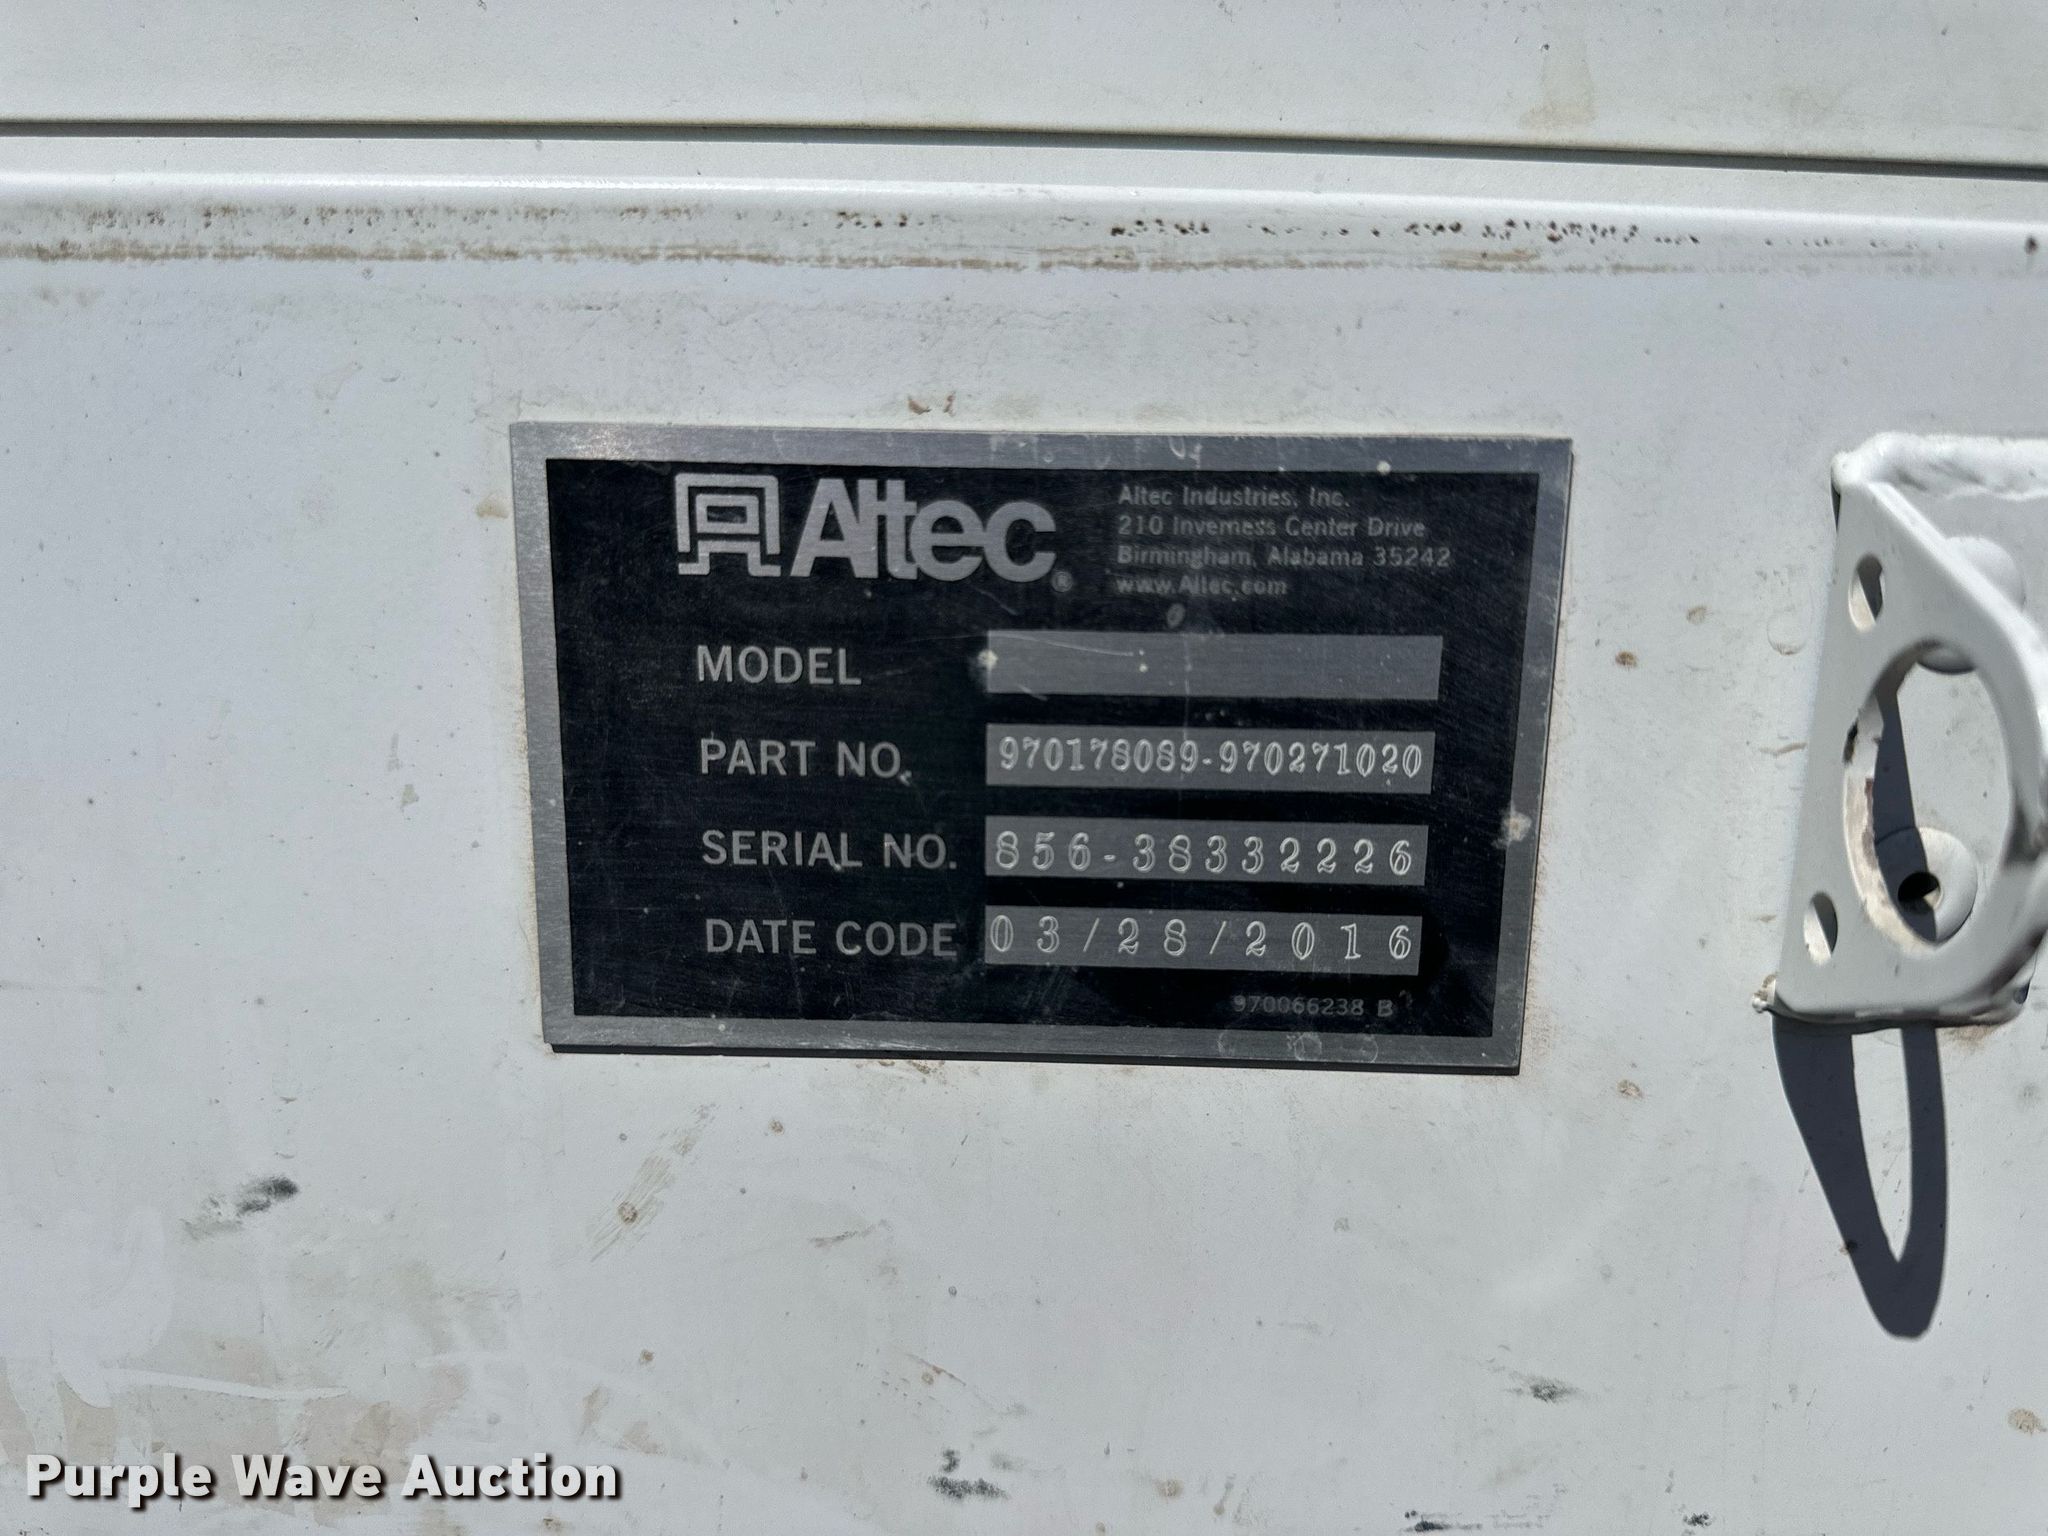 Altec®
Altec Industries, Inc.
210 Inverness Center Drive
Birmingham, Alabama 35242
www.Altec.com
MODEL
PART NO. 970178089-970271020
SERIAL NO. 856-38332226
DATE CODE 03/28/2016
970066238 B
Purple Wave Auction